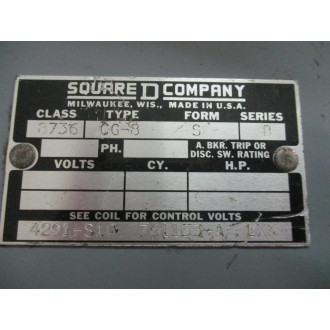 SQUARE D COMPANY
MILWAUKEE, WIS., MADE IN U.S.A.
CLASS TYPE FORM SERIES
8736 CG-8 S
PH. A. BKR. TRIP OR
DISC. SW. RATING
VOLTS CY. H.P.
SEE COIL FOR CONTROL VOLTS